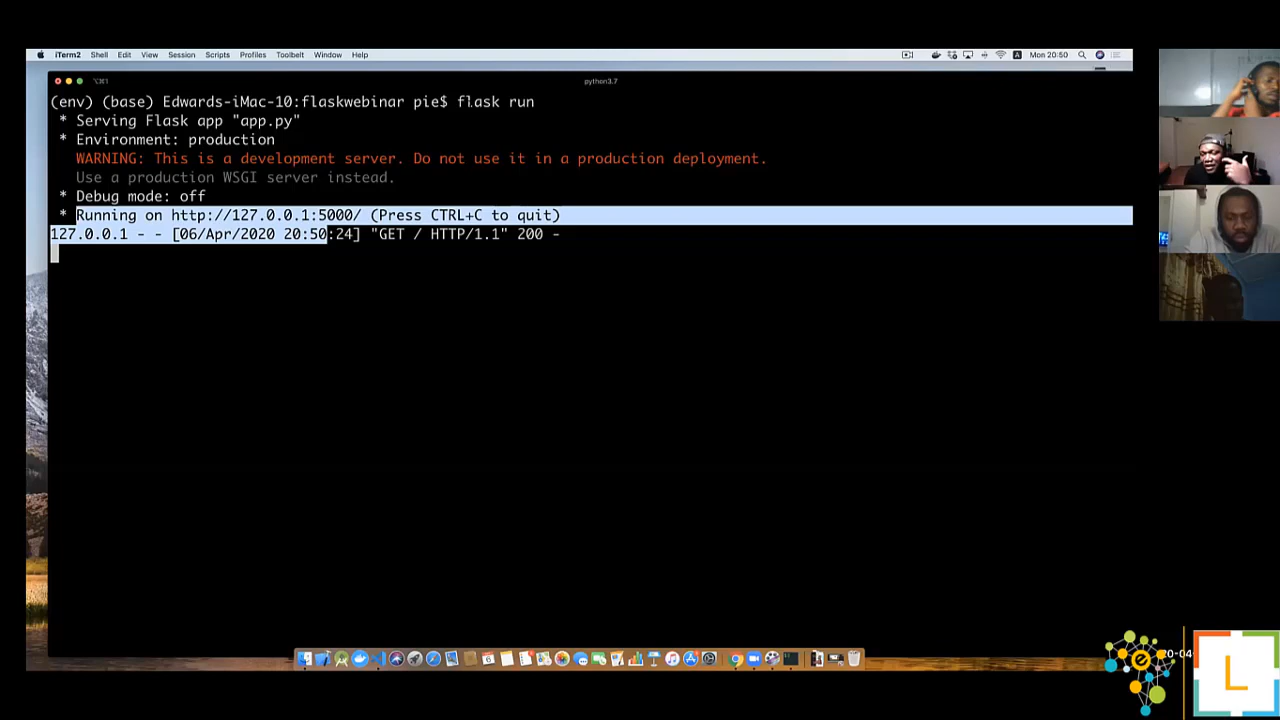 iTerm2 Shell Edit View Session Scripts Profiles Toolbelt Window Help
A Mon 20:50
⌥⌘1 python3.7
(env) (base) Edwards-iMac-10:flaskwebinar pie$ flask run
* Serving Flask app "app.py"
* Environment: production
WARNING: This is a development server. Do not use it in a production deployment.
Use a production WSGI server instead.
* Debug mode: off
* Running on http://127.0.0.1:5000/ (Press CTRL+C to quit)
127.0.0.1 - - [06/Apr/2020 20:50:24] "GET / HTTP/1.1" 200 -
L